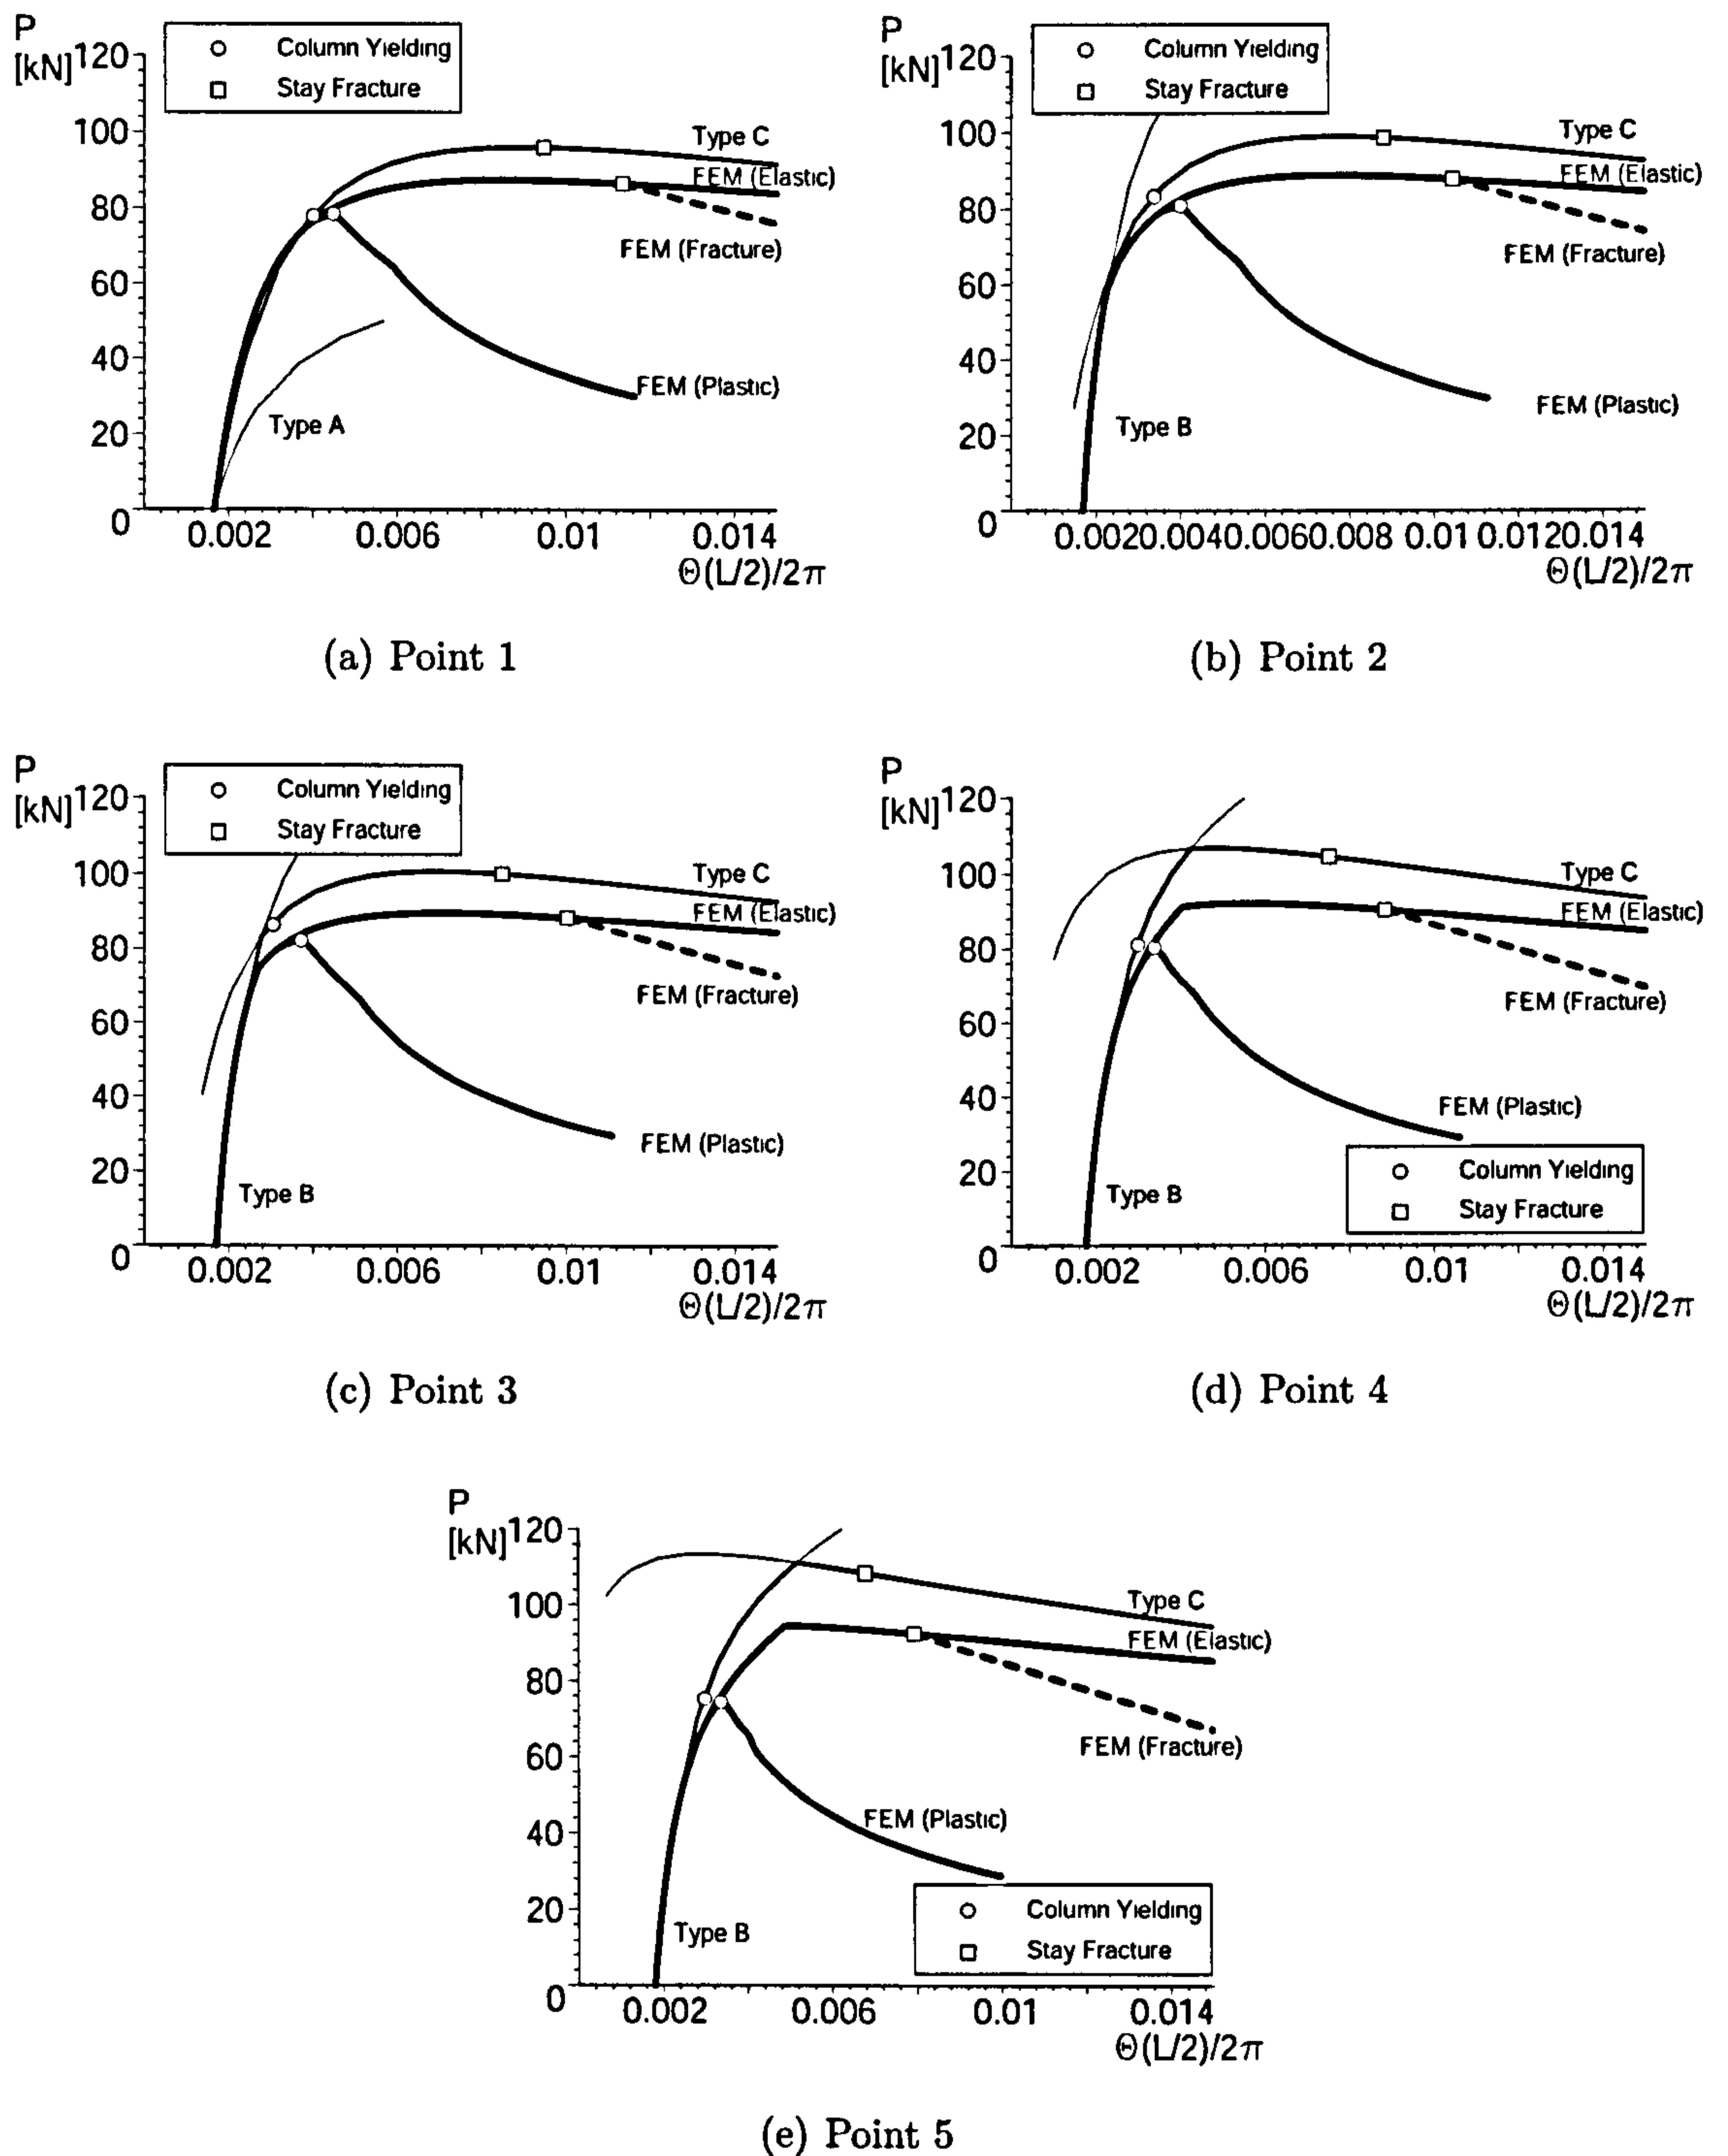 P
[kN]
120
100
80
60
40
20
0
Column Yielding
Stay Fracture
Type C
FEM (Elastic)
FEM (Fracture)
FEM (Plastic)
Type A
0.002 0.006 0.01 0.014
Θ(L/2)/2π
(a) Point 1
P
[kN]
120
100
80
60
40
20
0
Column Yielding
Stay Fracture
Type C
FEM (Elastic)
FEM (Fracture)
FEM (Plastic)
Type B
0.002 0.004 0.006 0.008 0.01 0.012 0.014
Θ(L/2)/2π
(b) Point 2
P
[kN]
120
100
80
60
40
20
0
Column Yielding
Stay Fracture
Type C
FEM (Elastic)
FEM (Fracture)
FEM (Plastic)
Type B
0.002 0.006 0.01 0.014
Θ(L/2)/2π
(c) Point 3
P
[kN]
120
100
80
60
40
20
0
Type C
FEM (Elastic)
FEM (Fracture)
FEM (Plastic)
Column Yielding
Stay Fracture
Type B
0.002 0.006 0.01 0.014
Θ(L/2)/2π
(d) Point 4
P
[kN]
120
100
80
60
40
20
0
Type C
FEM (Elastic)
FEM (Fracture)
FEM (Plastic)
Column Yielding
Stay Fracture
Type B
0.002 0.006 0.01 0.014
Θ(L/2)/2π
(e) Point 5